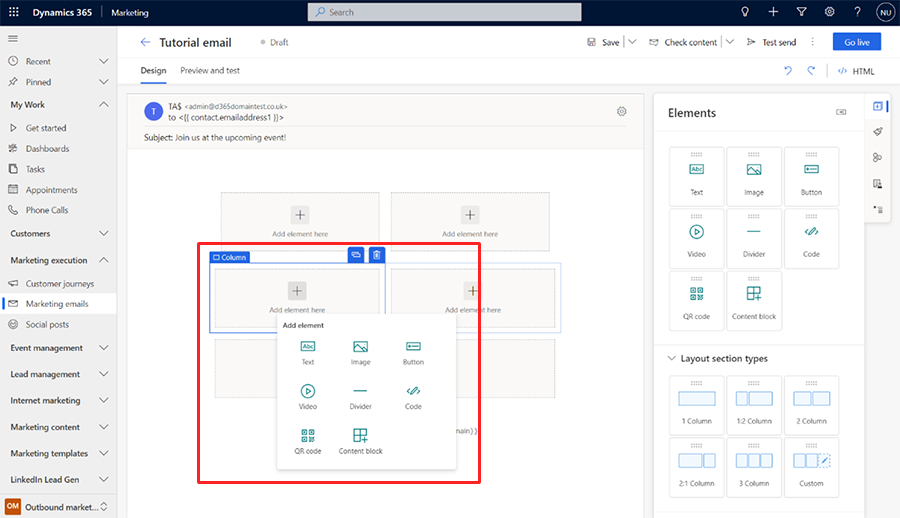 Dynamics 365 Marketing Search NU
Tutorial email Draft Save Check content Test send Go live
Design Preview and test HTML
Recent
Pinned
My Work
Get started
Dashboards
Tasks
Appointments
Phone Calls
Customers
Marketing execution
Customer journeys
Marketing emails
Social posts
Event management
Lead management
Internet marketing
Marketing content
Marketing templates
LinkedIn Lead Gen
OM Outbound market...
T TA$ <admin@d365domaintest.co.uk>
to <{{ contact.emailaddress1 }}>
Subject: Join us at the upcoming event!
Add element here Add element here
Column
Add element here Add element here
Add element
Abc
Text Image Button
Video Divider Code
QR code Content block
main}}
Elements
Abc
Text Image Button
Video Divider Code
QR code Content block
Layout section types
1 Column 1:2 Column 2 Column
2:1 Column 3 Column Custom